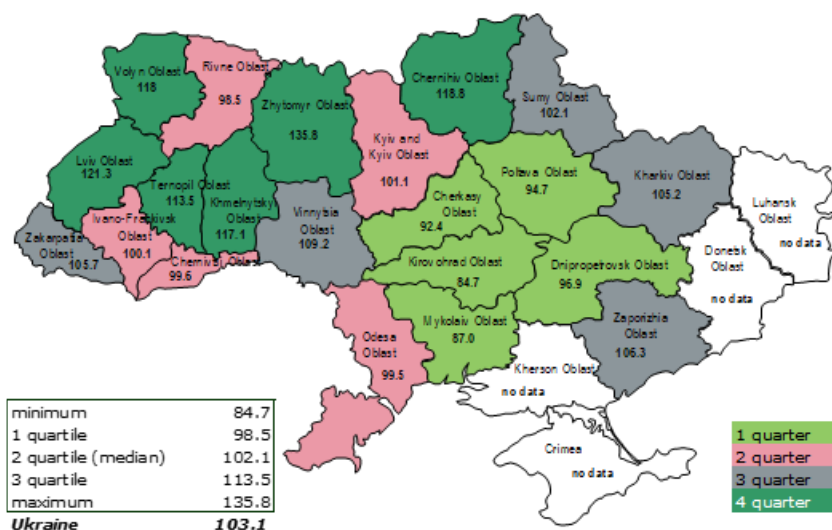 Volyn Oblast
118
Rivne Oblast
98.5
Zhytomyr Oblast
135.8
Kyiv and
Kyiv Oblast
101.1
Chernihiv Oblast
118.8
Sumy Oblast
102.1
Lviv Oblast
121.3
Ternopil Oblast
113.5
Khmelnytskyi
Oblast
117.1
Ivano-Frankivsk
Oblast
100.1
Zakarpattia
Oblast
105.7
Chernivtsi Oblast
99.6
Vinnytsia
Oblast
109.2
Cherkasy
Oblast
92.4
Poltava Oblast
94.7
Kharkiv Oblast
105.2
Luhansk
Oblast
no data
Donetsk
Oblast
no data
Kirovohrad Oblast
84.7
Dnipropetrovsk Oblast
96.9
Zaporizhia
Oblast
106.3
Mykolaiv Oblast
87.0
Odesa
Oblast
99.5
Kherson Oblast
no data
Crimea
no data
minimum 84.7
1 quartile 98.5
2 quartile (median) 102.1
3 quartile 113.5
maximum 135.8
Ukraine 103.1
1 quarter
2 quarter
3 quarter
4 quarter